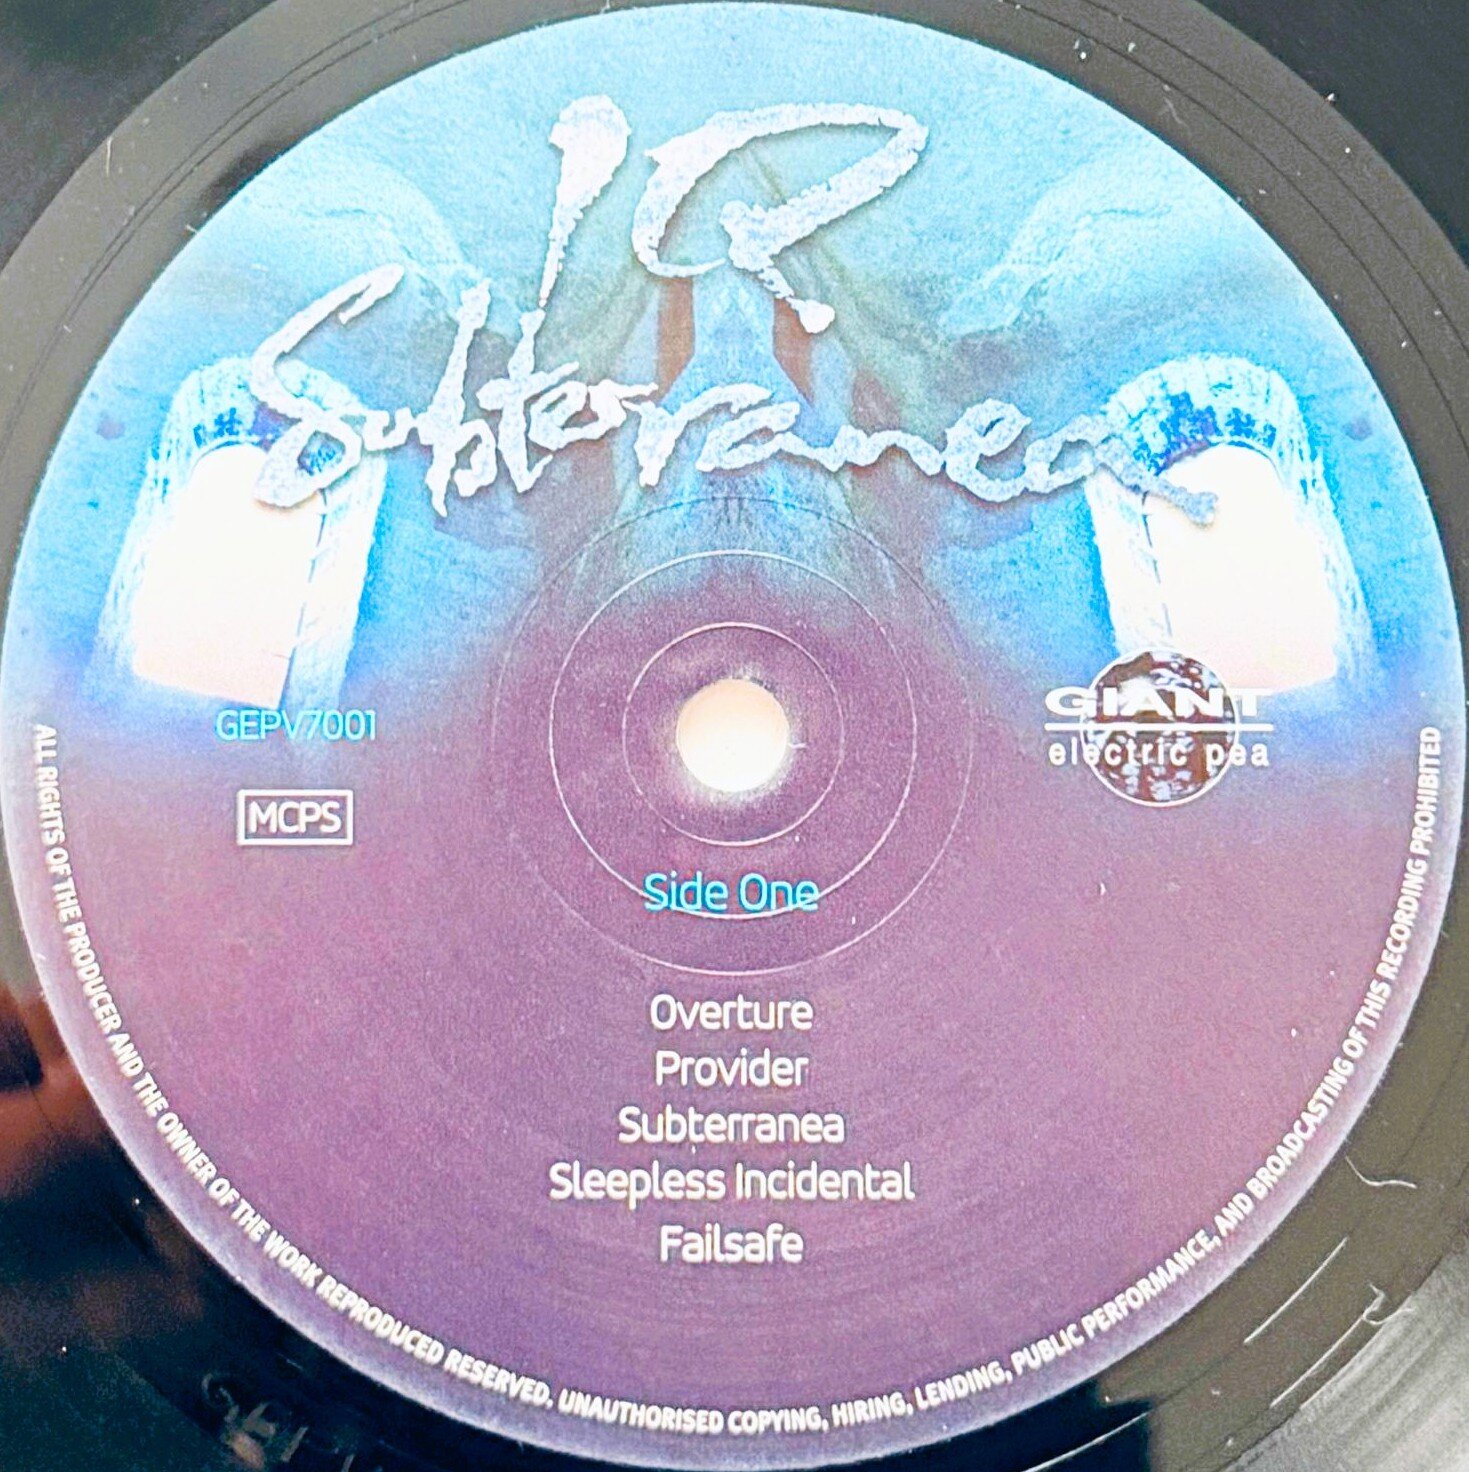 IQ
Subterranea
GEPV7001
GIANT
electric pea
MCPS
Side One
Overture
Provider
Subterranea
Sleepless Incidental
Failsafe
ALL RIGHTS OF THE PRODUCER AND THE OWNER OF THE WORK REPRODUCED RESERVED. UNAUTHORISED COPYING, HIRING, LENDING, PUBLIC PERFORMANCE, AND BROADCASTING OF THIS RECORDING PROHIBITED